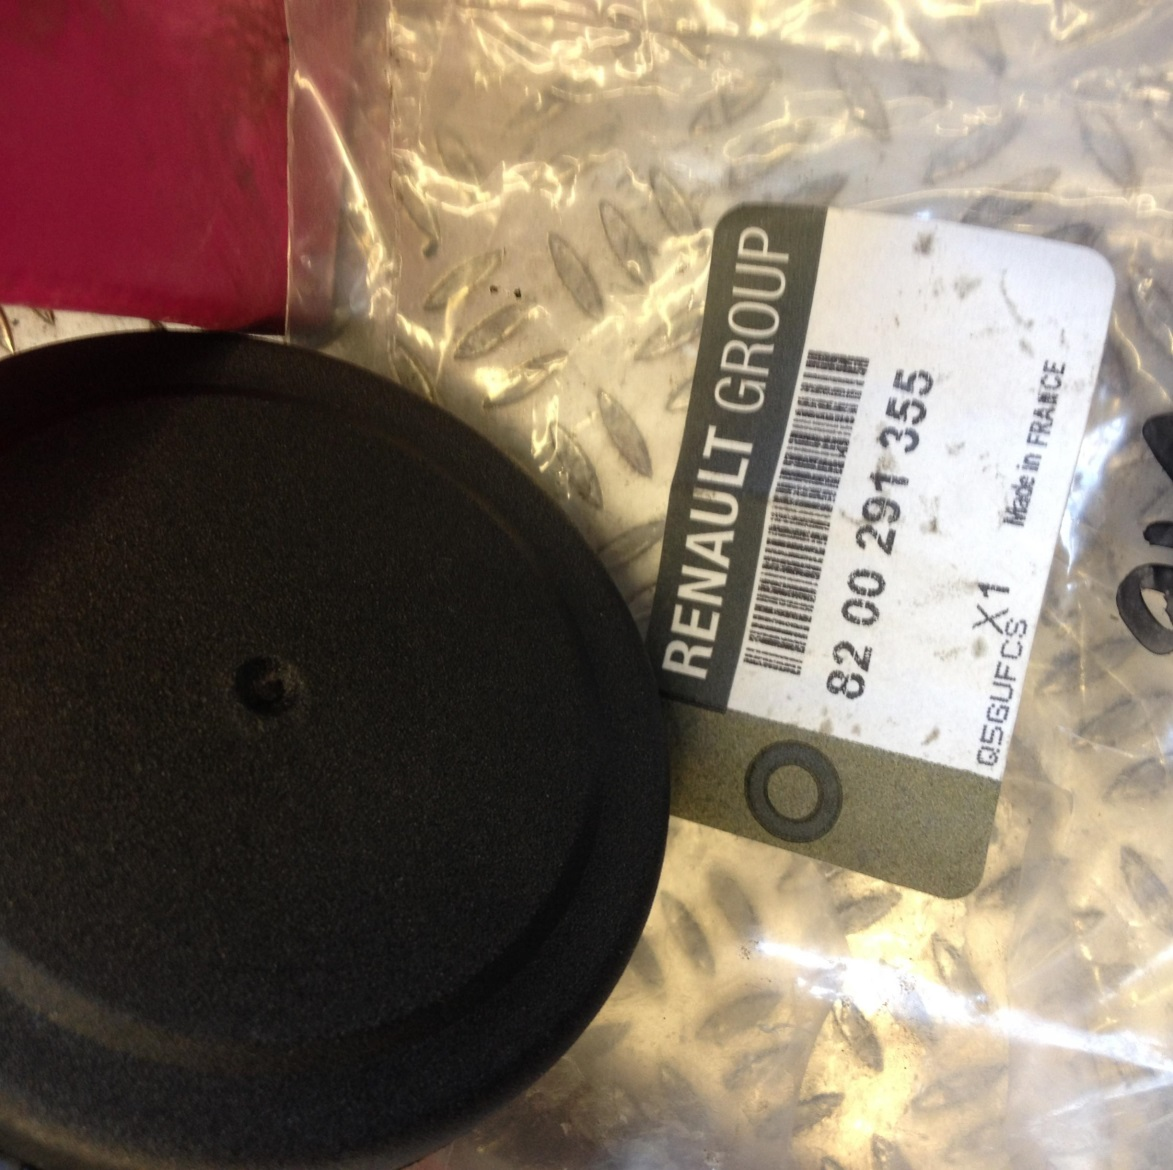 RENAULT GROUP
82 00 291 355
X1 Made in FRANCE
Q5GUFCS